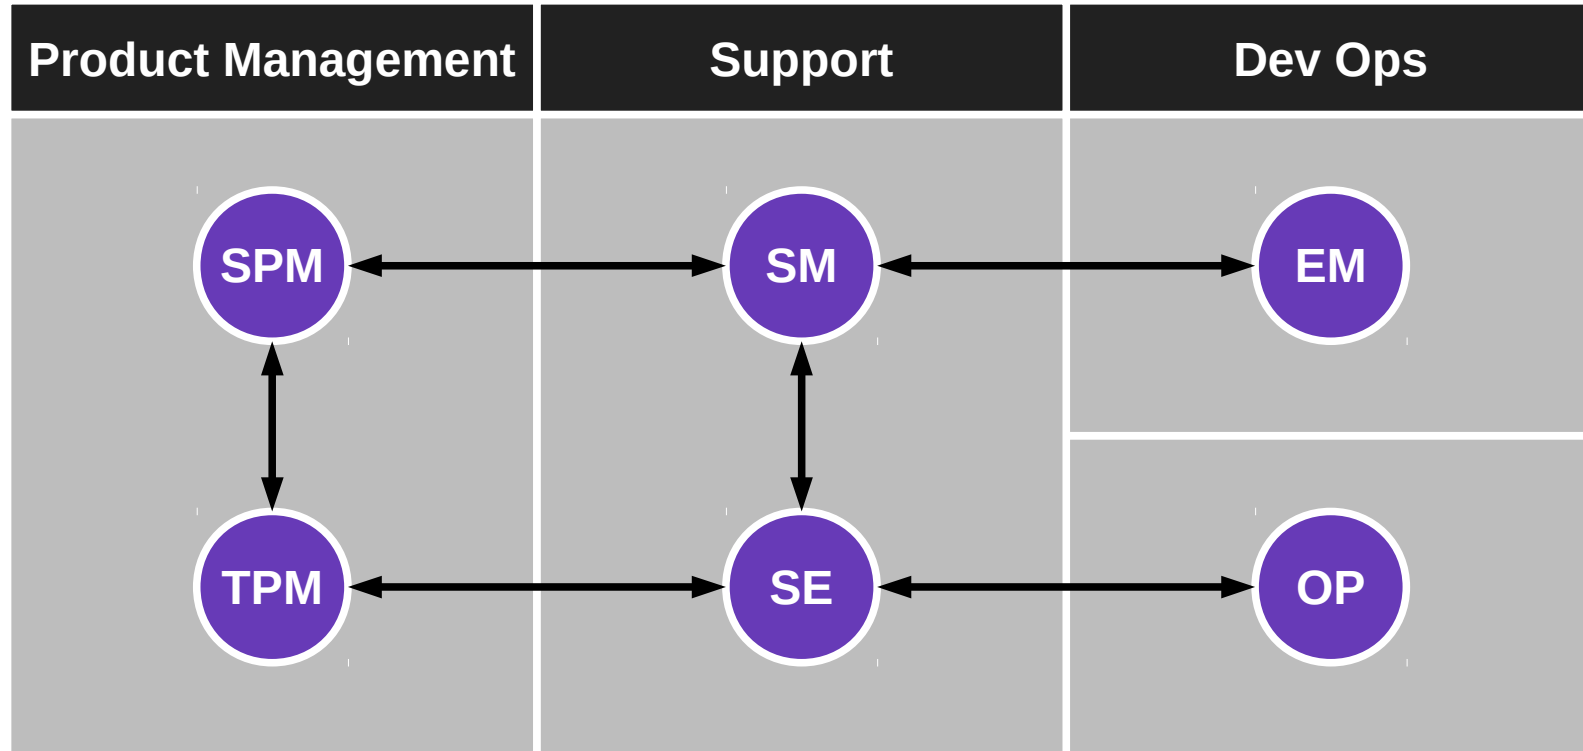 Product Management
Support
Dev Ops
SPM
SM
EM
TPM
SE
OP